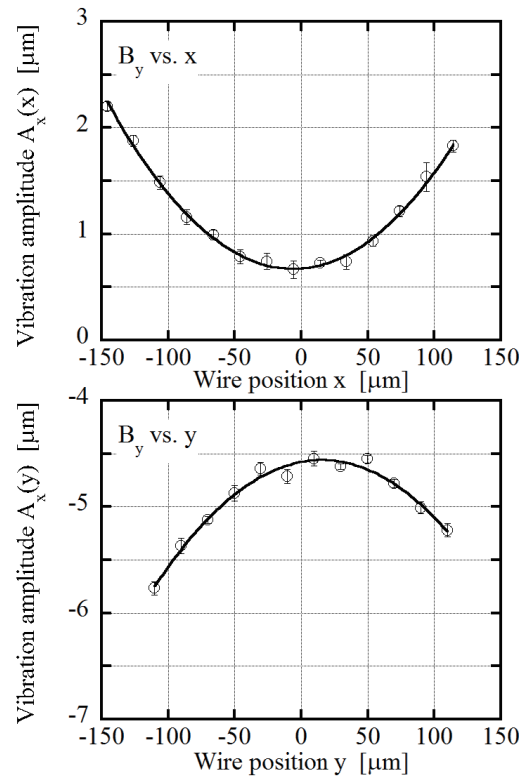 3
B_y vs. x
2
1
0
Vibration amplitude A_x(x) [μm]
-150 -100 -50 0 50 100 150
Wire position x [μm]
-4
B_y vs. y
-5
-6
-7
Vibration amplitude A_x(y) [μm]
-150 -100 -50 0 50 100 150
Wire position y [μm]